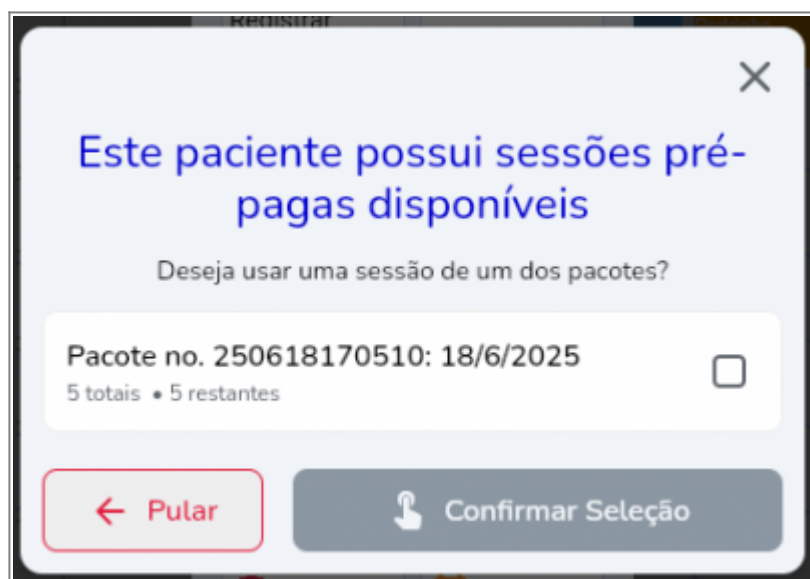 Registrar
Este paciente possui sessões pré-
pagas disponíveis
Deseja usar uma sessão de um dos pacotes?
Pacote no. 250618170510: 18/6/2025
5 totais • 5 restantes
Pular
Confirmar Seleção